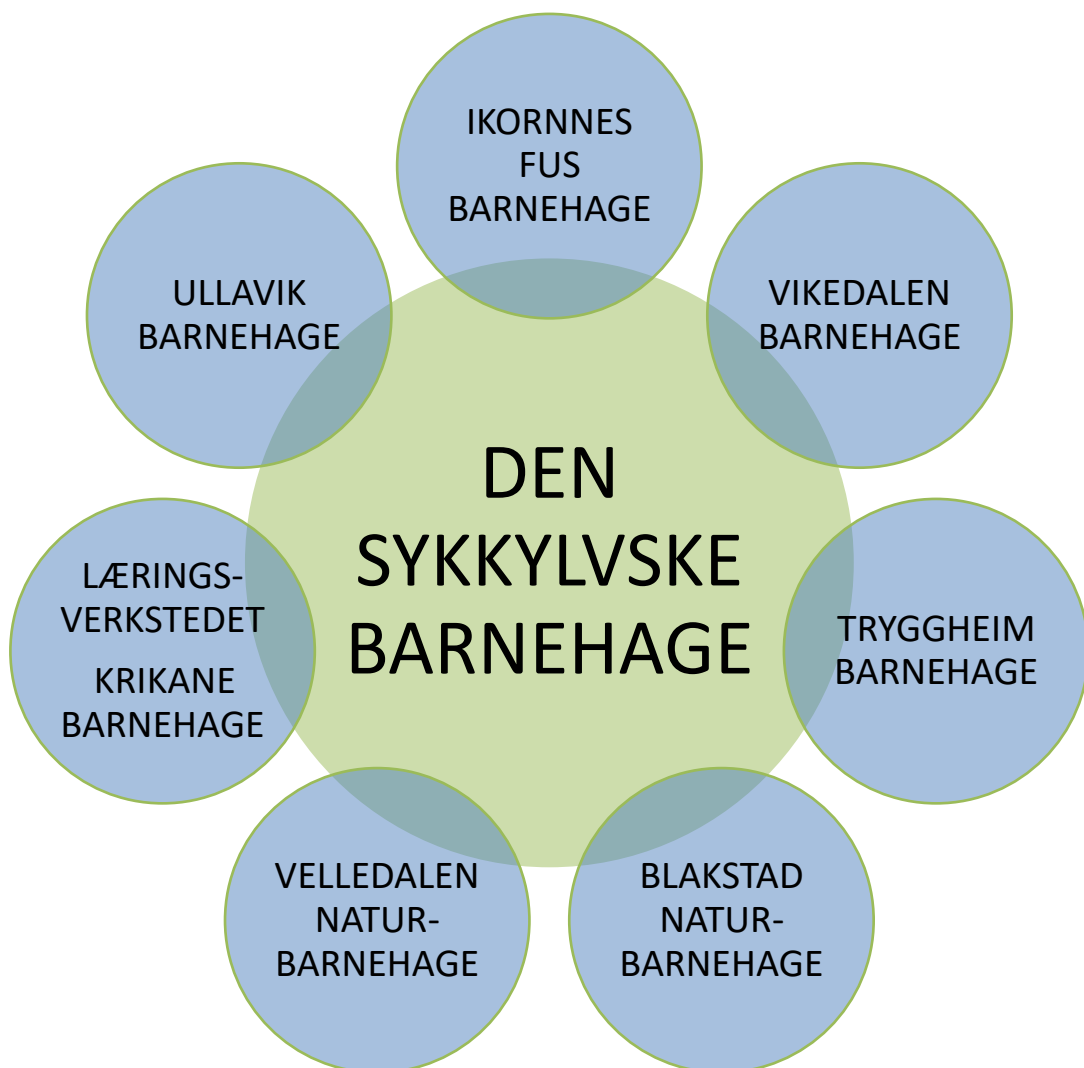 IKORNNES
FUS
BARNEHAGE
VIKEDALEN
BARNEHAGE
TRYGGHEIM
BARNEHAGE
BLAKSTAD
NATUR-
BARNEHAGE
VELLEDALEN
NATUR-
BARNEHAGE
LÆRINGS-
VERKSTEDET
KRIKANE
BARNEHAGE
ULLAVIK
BARNEHAGE
DEN
SYKKYLVSKE
BARNEHAGE